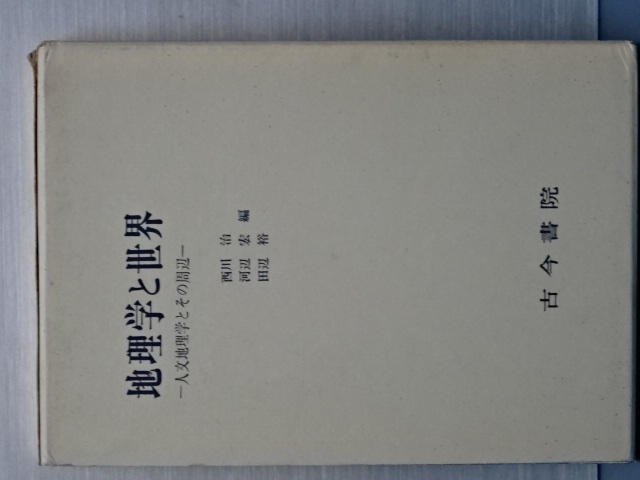 地理学と世界
―人文地理学とその周辺―
西川 治
河辺 宏 編
田辺 裕
古今書院